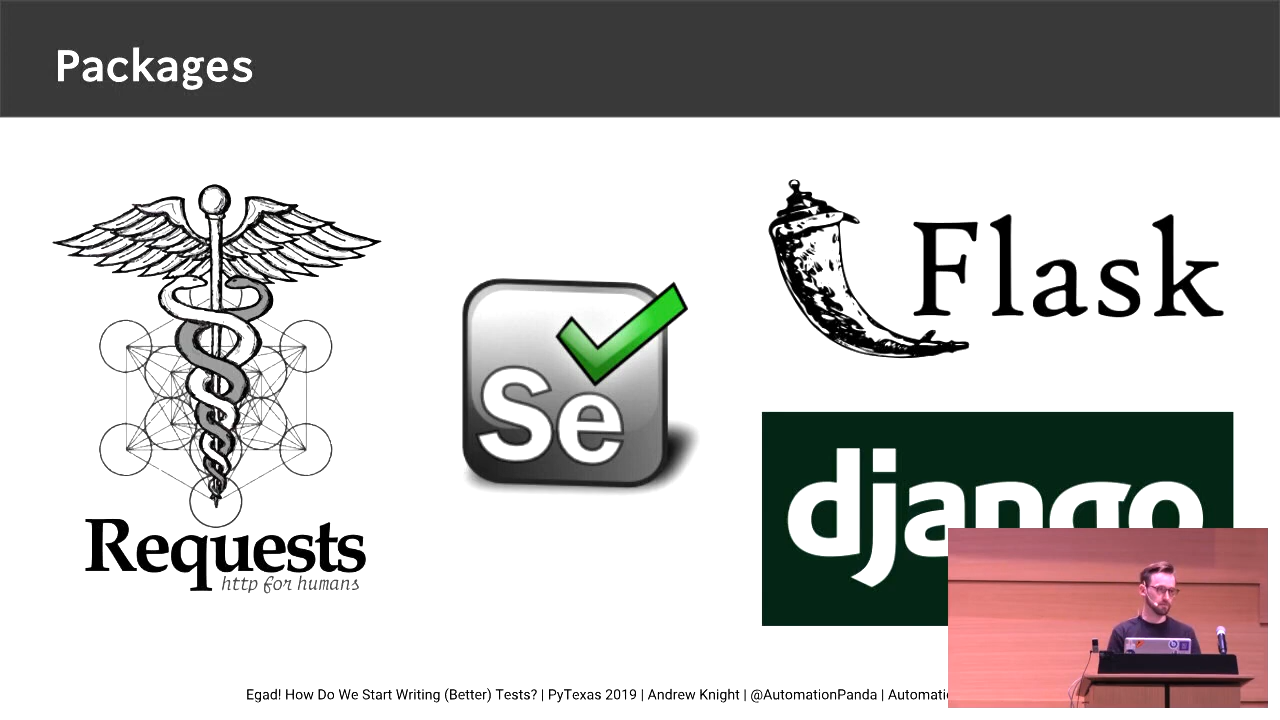 Packages
Requests
http for humans
Se
Flask
django
Egad! How Do We Start Writing (Better) Tests? | PyTexas 2019 | Andrew Knight | @AutomationPanda |